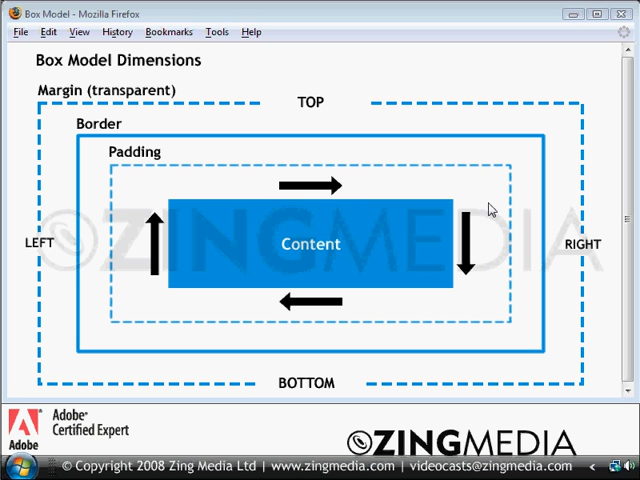 Box Model - Mozilla Firefox
File Edit View History Bookmarks Tools Help
Box Model Dimensions
Margin (transparent)
TOP
Border
Padding
ZINGMEDIA
LEFT
Content
RIGHT
BOTTOM
Adobe
Adobe® Certified Expert
ZINGMEDIA
© Copyright 2008 Zing Media Ltd | www.zingmedia.com | videocasts@zingmedia.com